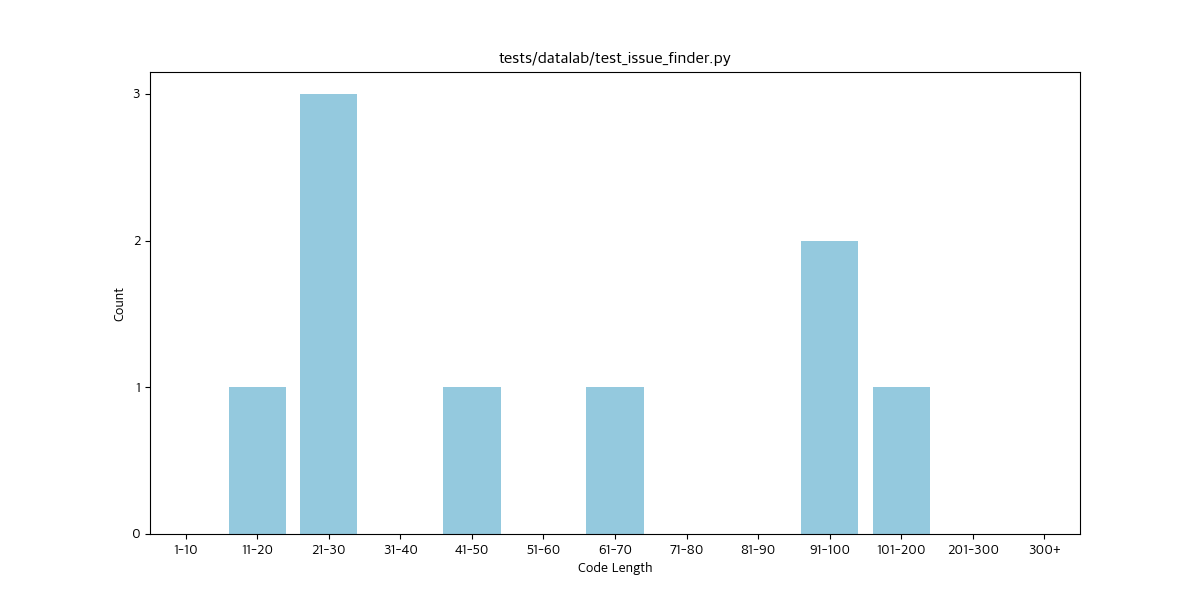 tests/datalab/test_issue_finder.py
3
2
1
0
Count
1-10 11-20 21-30 31-40 41-50 51-60 61-70 71-80 81-90 91-100 101-200 201-300 300+
Code Length